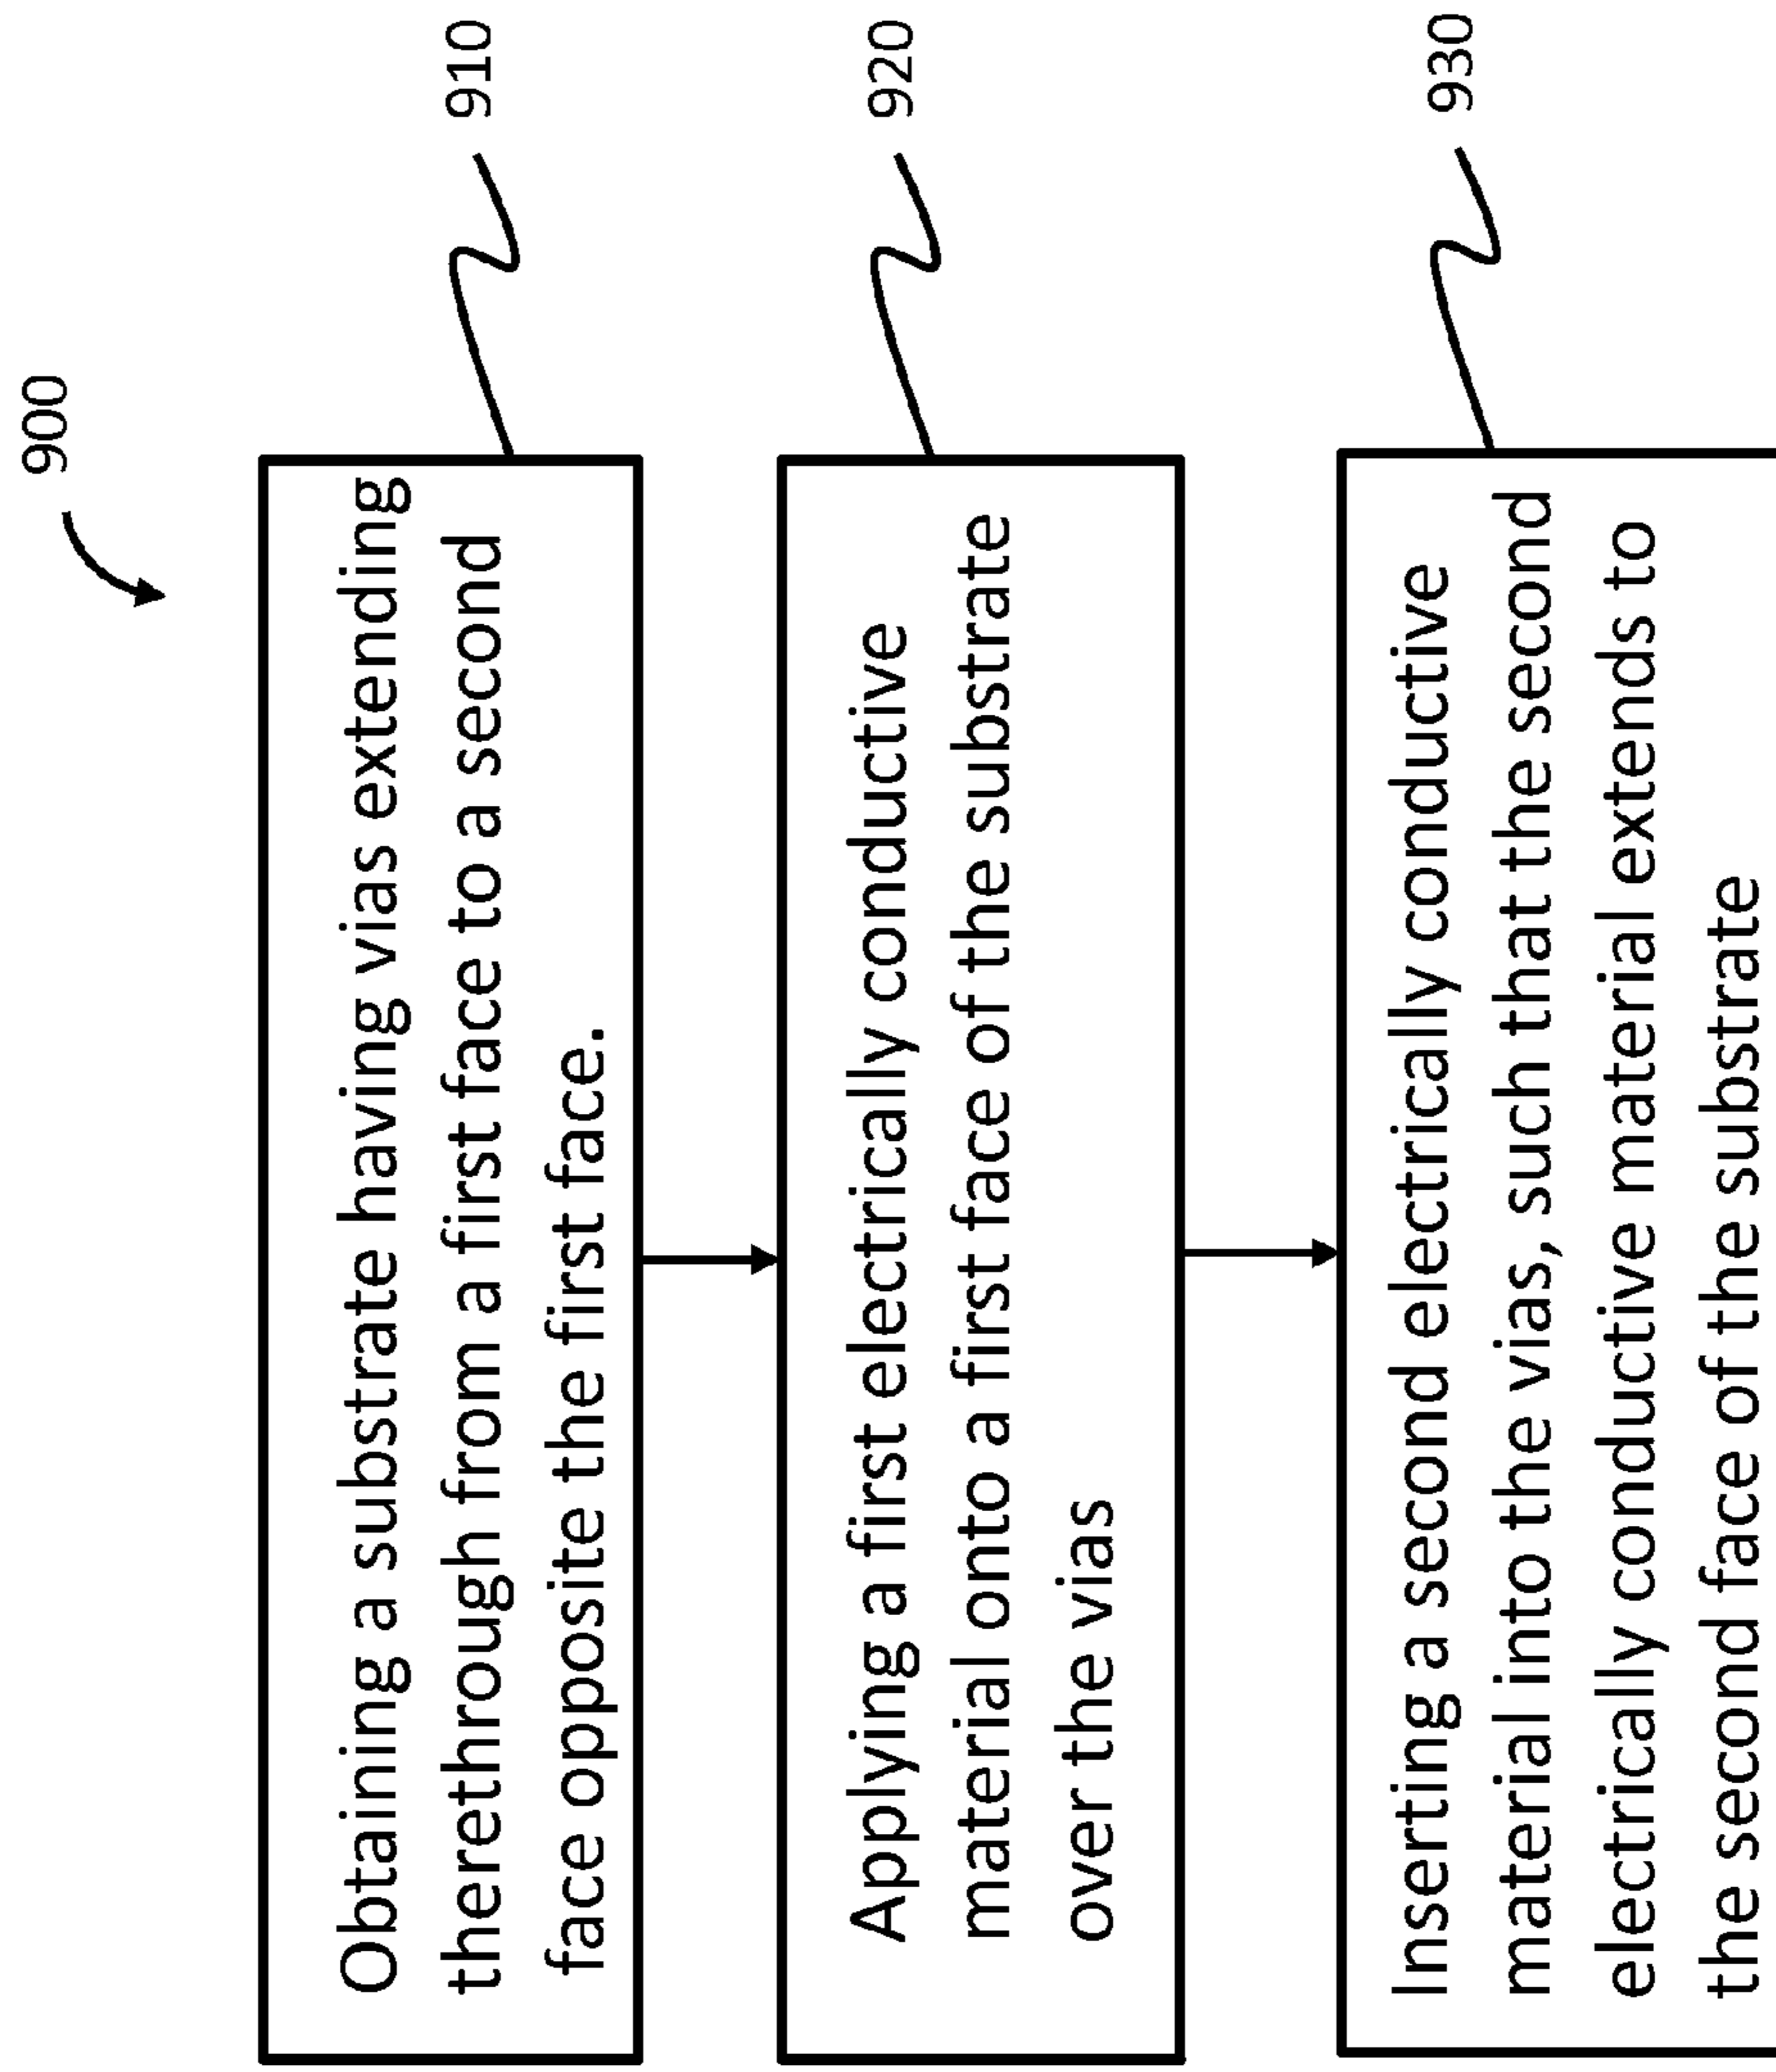 900
Obtaining a substrate having vias extending
therethrough from a first face to a second
face opposite the first face.
910
Applying a first electrically conductive
material onto a first face of the substrate
over the vias
920
Inserting a second electrically conductive
material into the vias, such that the second
electrically conductive material extends to
the second face of the substrate
930